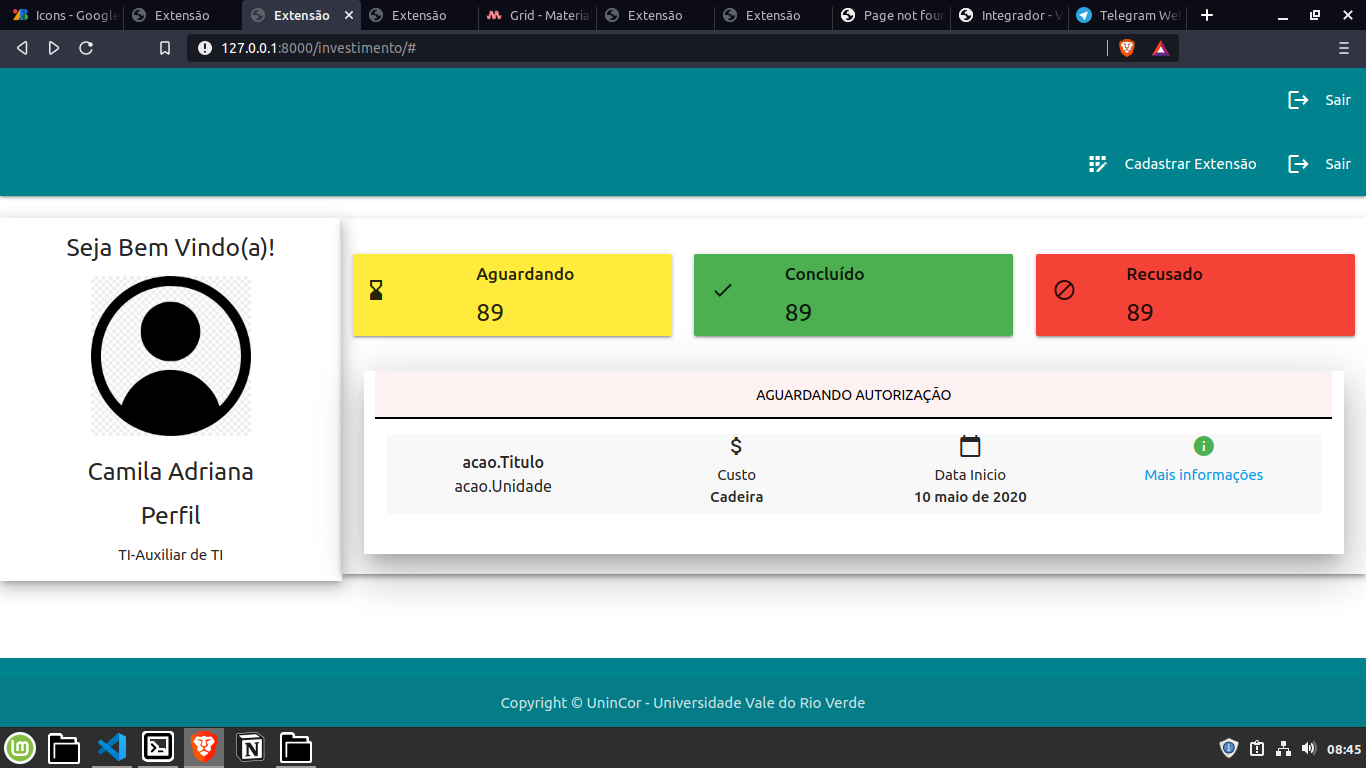 Icons - Google
Extensão
Extensão
Extensão
Grid - Materia
Extensão
Extensão
Page not four
Integrador - V
Telegram We
127.0.0.1:8000/investimento/#
Sair
Cadastrar Extensão
Sair
Seja Bem Vindo(a)!
Camila Adriana
Perfil
TI-Auxiliar de TI
Aguardando
89
Concluído
89
Recusado
89
AGUARDANDO AUTORIZAÇÃO
acao.Titulo
acao.Unidade
Custo
Cadeira
Data Inicio
10 maio de 2020
Mais informações
Copyright © UninCor - Universidade Vale do Rio Verde
08:45